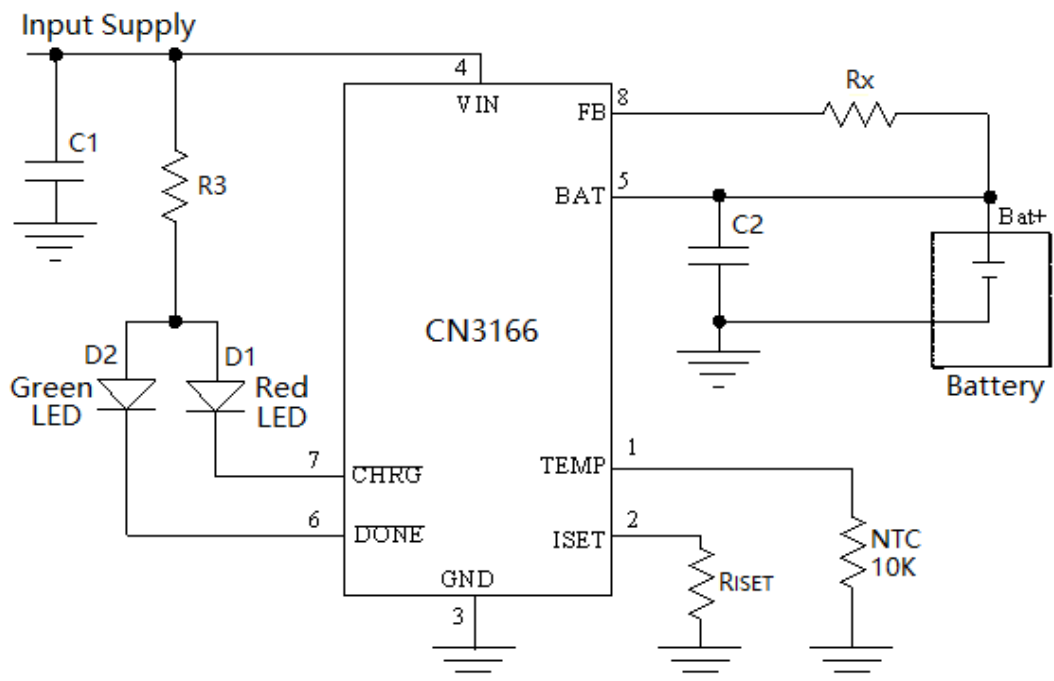 Input Supply
4
VIN
C1
R3
FB
8
Rx
BAT
5
C2
Bat+
Battery
CN3166
D2
D1
Green
LED
Red
LED
7
CHRG
6
DONE
TEMP
1
ISET
2
NTC
10K
RISET
GND
3